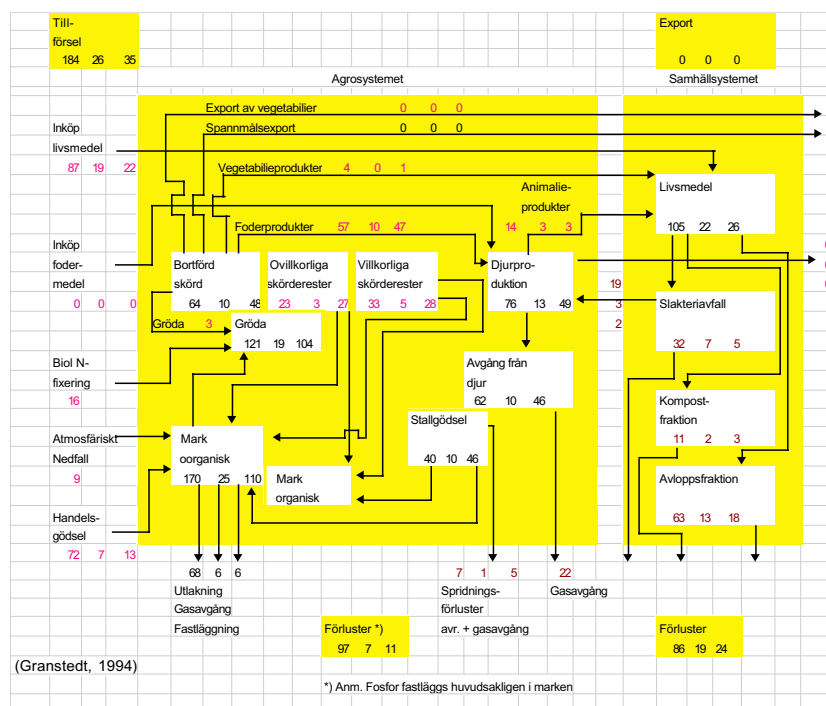 Till-
försel
184 26 35
Export
0 0 0
Agrosystemet
Samhällsystemet
Export av vegetabilier 0 0 0
Inköp
livsmedel
87 19 22
Spannmålsexport 0 0 0
Vegetabilieprodukter 4 0 1
Animalie-
produkter
14 3 3
Livsmedel
105 22 26
Foderprodukter 57 10 47
Inköp
foder-
medel
0 0 0
Bortförd
skörd
64 10 48
Ovillkorliga
skörderester
23 3 27
Villkorliga
skörderester
33 5 28
Djurpro-
duktion
76 13 49
19
3
2
Slakteriavfall
32 7 5
Gröda 3
Gröda
121 19 104
Biol N-
fixering
16
Avgång från
djur
62 10 46
Kompost-
fraktion
11 2 3
Stallgödsel
40 10 46
Atmosfäriskt
Nedfall
9
Mark
oorganisk
170 25 110
Mark
organisk
Avloppsfraktion
63 13 18
Handels-
gödsel
72 7 13
68 6 6
Utlakning
Gasavgång
Fastläggning
7 1 5
Spridnings-
förluster
avr. + gasavgång
22
Gasavgång
Förluster *)
97 7 11
Förluster
86 19 24
(Granstedt, 1994)
*) Anm. Fosfor fastläggs huvudsakligen i marken